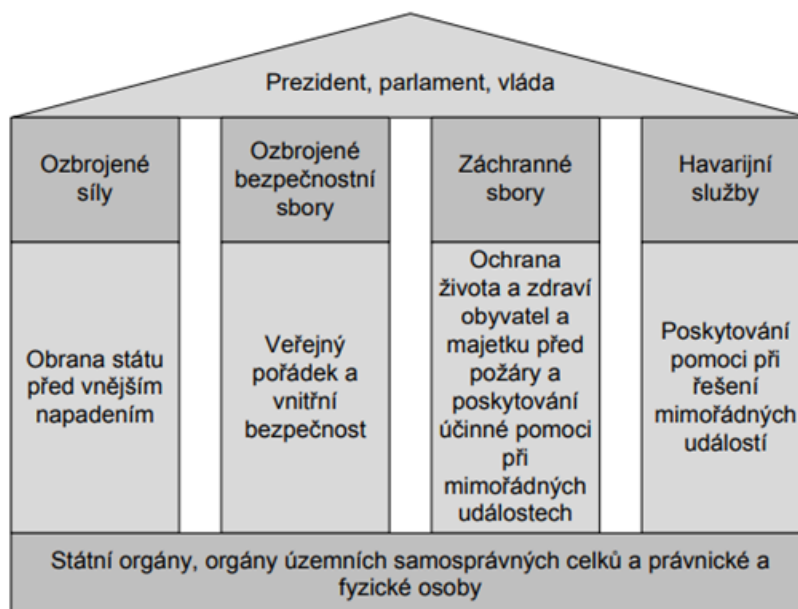 Prezident, parlament, vláda
Ozbrojené
síly
Ozbrojené
bezpečnostní
sbory
Záchranné
sbory
Havarijní
služby
Obrana státu
před vnějším
napadením
Veřejný
pořádek a
vnitřní
bezpečnost
Ochrana
života a zdraví
obyvatel a
majetku před
požáry a
poskytování
účinné pomoci
při
mimořádných
událostech
Poskytování
pomoci při
řešení
mimořádných
událostí
Státní orgány, orgány územních samosprávných celků a právnické a
fyzické osoby